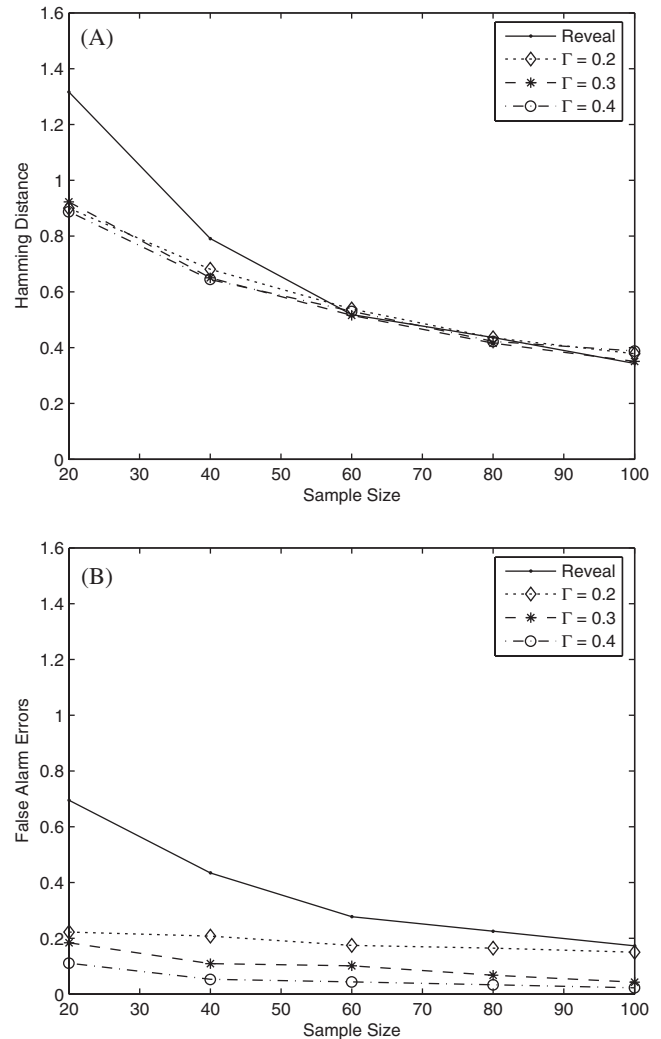 (A)
Reveal
Γ = 0.2
Γ = 0.3
Γ = 0.4
1.6
1.4
1.2
1
0.8
0.6
0.4
0.2
0
Hamming Distance
20 30 40 50 60 70 80 90 100
Sample Size
(B)
Reveal
Γ = 0.2
Γ = 0.3
Γ = 0.4
1.6
1.4
1.2
1
0.8
0.6
0.4
0.2
0
False Alarm Errors
20 30 40 50 60 70 80 90 100
Sample Size